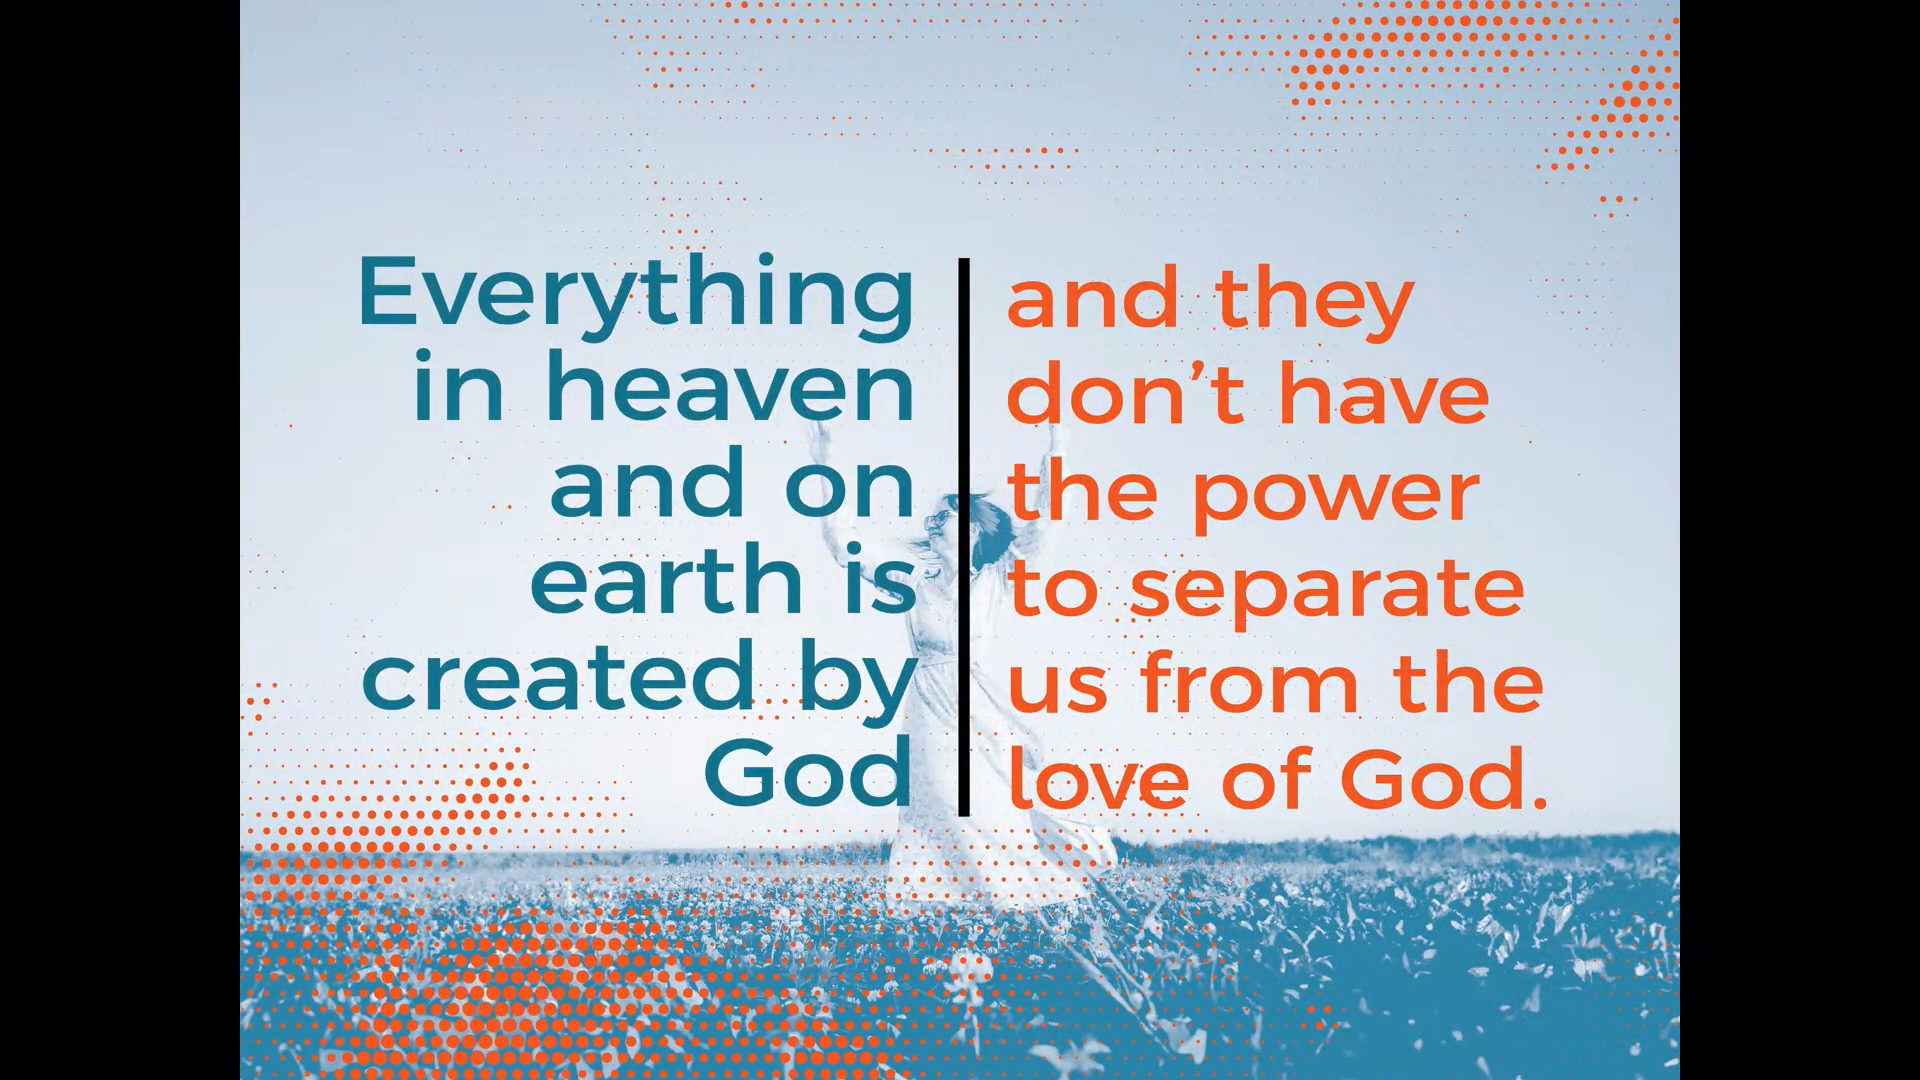 Everything
in heaven
and on
earth is
created by
God
and they
don’t have
the power
to separate
us from the
love of God.